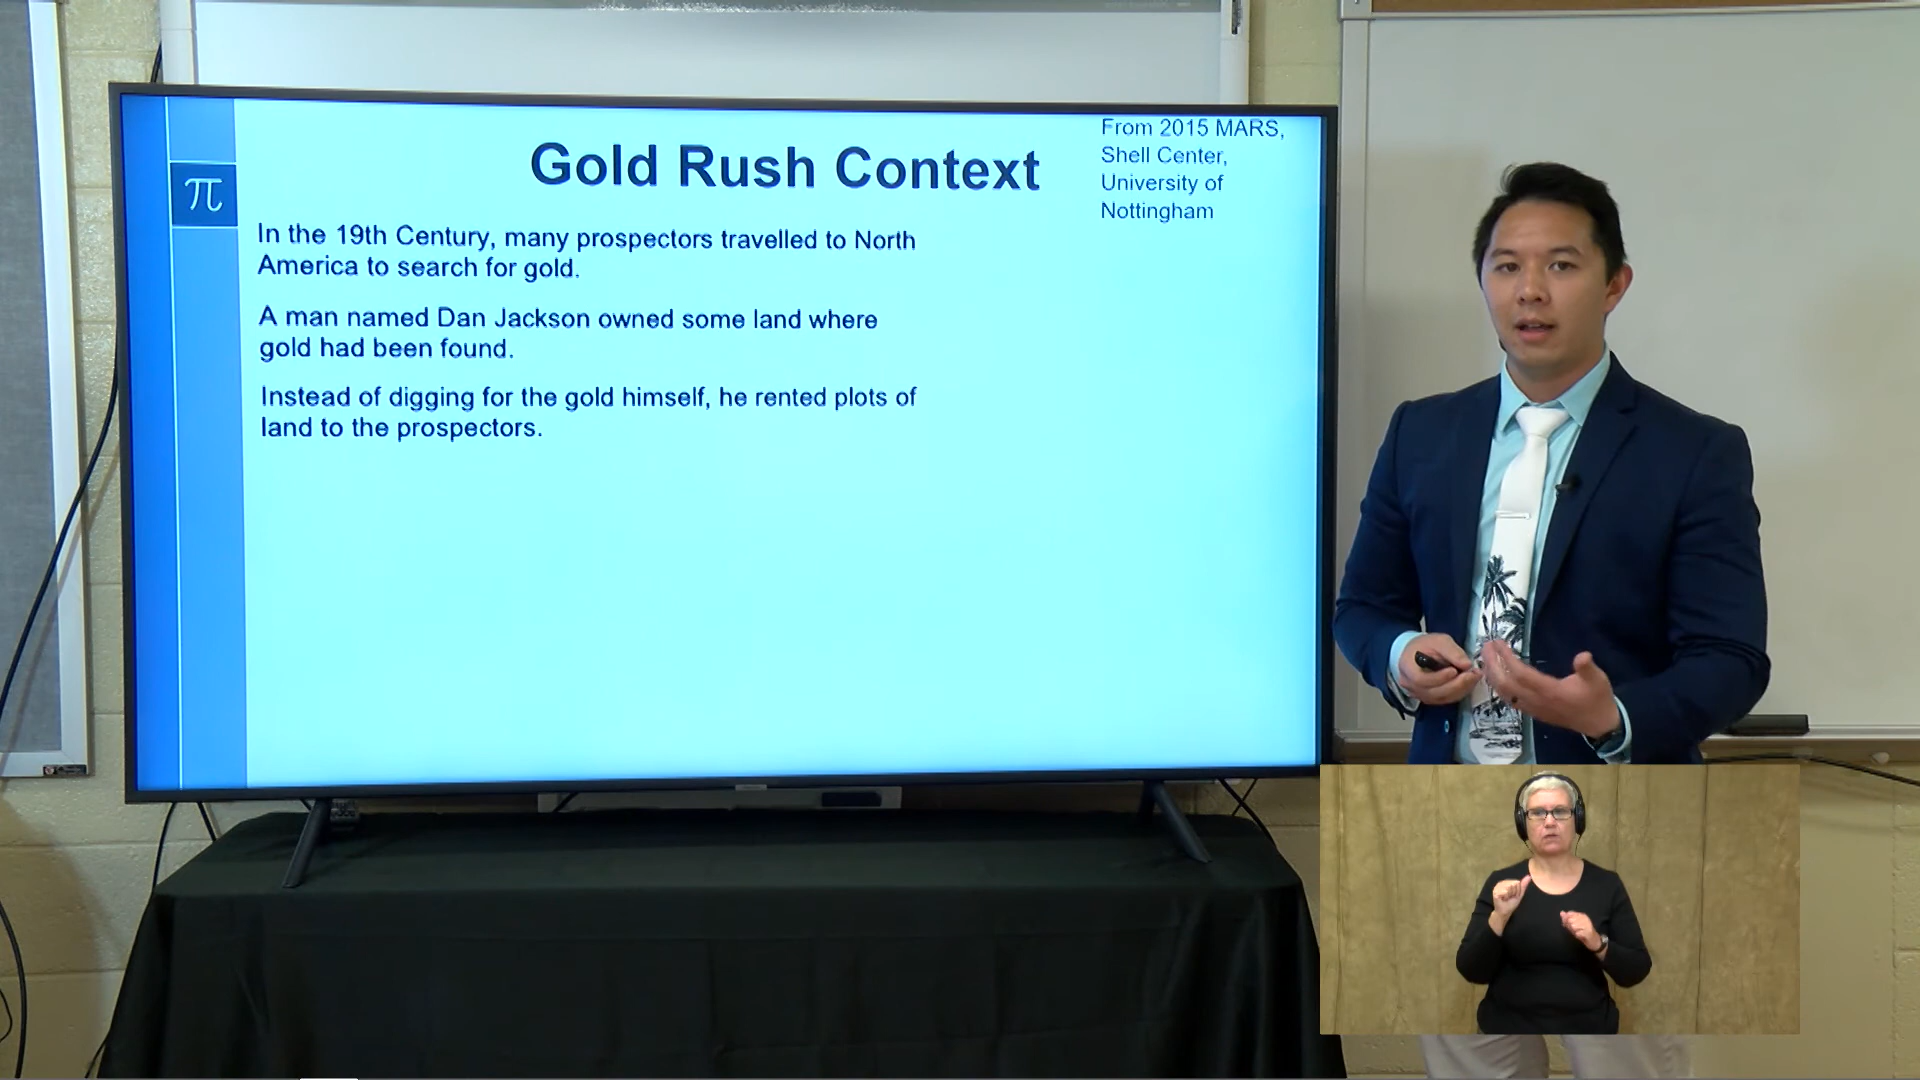 Gold Rush Context
From 2015 MARS,
Shell Center,
University of
Nottingham
π
In the 19th Century, many prospectors travelled to North
America to search for gold.
A man named Dan Jackson owned some land where
gold had been found.
Instead of digging for the gold himself, he rented plots of
land to the prospectors.